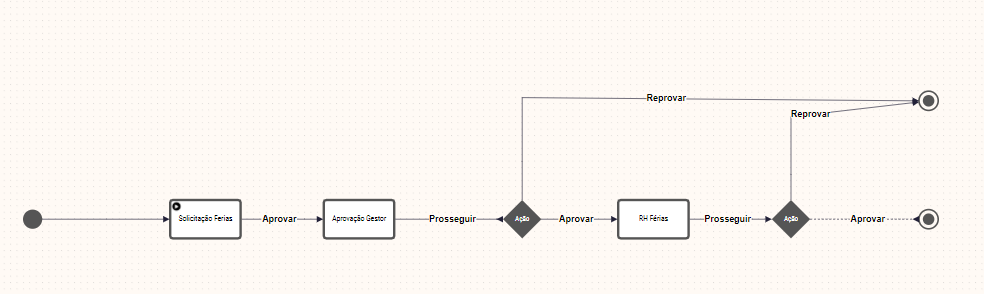 Reprovar
Reprovar
Solicitação Ferias
Aprovar
Aprovação Gestor
Prosseguir
Ação
Aprovar
RH Férias
Prosseguir
Ação
Aprovar